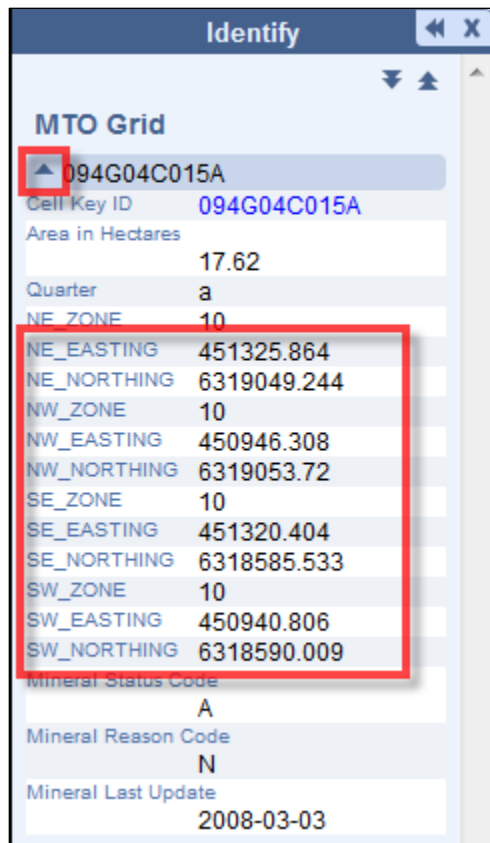 Identify
MTO Grid
094G04C015A
Cell Key ID 094G04C015A
Area in Hectares
17.62
Quarter a
NE_ZONE 10
NE_EASTING 451325.864
NE_NORTHING 6319049.244
NW_ZONE 10
NW_EASTING 450946.308
NW_NORTHING 6319053.72
SE_ZONE 10
SE_EASTING 451320.404
SE_NORTHING 6318585.533
SW_ZONE 10
SW_EASTING 450940.806
SW_NORTHING 6318590.009
Mineral Status Code
A
Mineral Reason Code
N
Mineral Last Update
2008-03-03